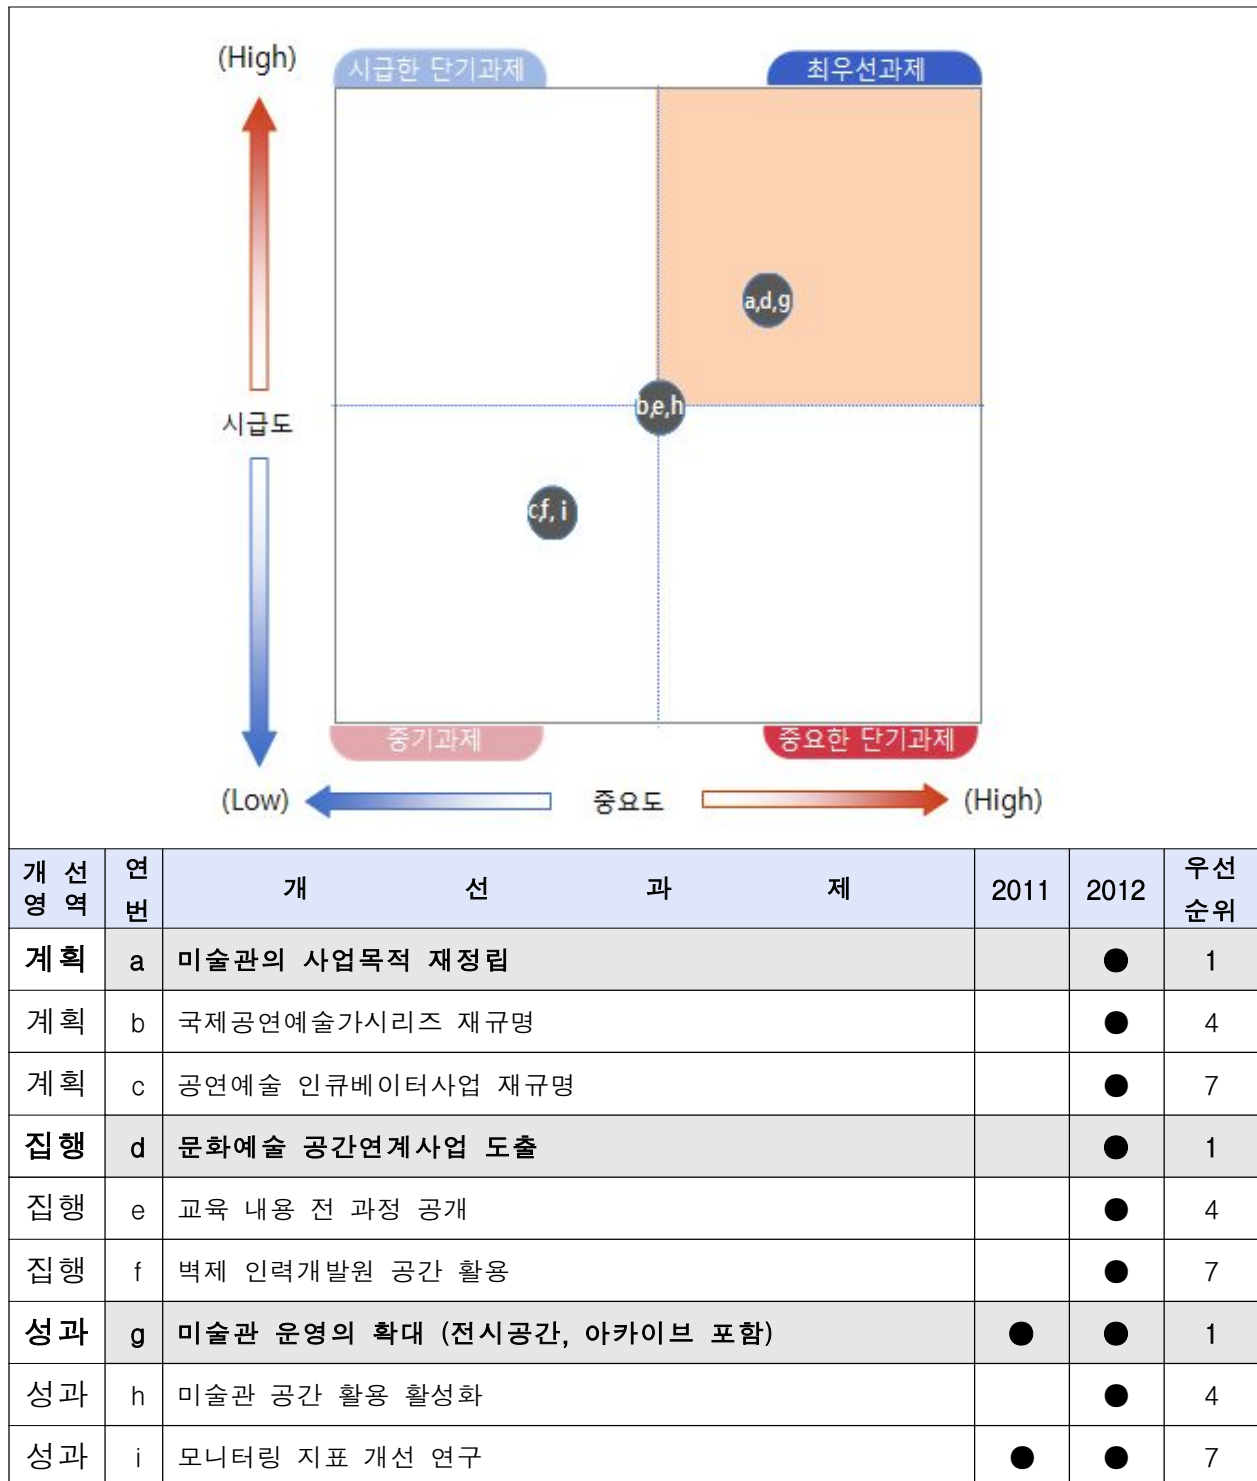 (High)
시급한 단기과제
최우선과제
a,d,g
시급도
b,e,h
c,f, i
중기과제
중요한 단기과제
(Low)
중요도
(High)
개 선 영 역 연번 개 선 과 제 2011 2012 우선순위
계획 a 미술관의 사업목적 재정립 ● 1
계획 b 국제공연예술가시리즈 재규명 ● 4
계획 c 공연예술 인큐베이터사업 재규명 ● 7
집행 d 문화예술 공간연계사업 도출 ● 1
집행 e 교육 내용 전 과정 공개 ● 4
집행 f 벽제 인력개발원 공간 활용 ● 7
성과 g 미술관 운영의 확대 (전시공간, 아카이브 포함) ● ● 1
성과 h 미술관 공간 활용 활성화 ● 4
성과 i 모니터링 지표 개선 연구 ● ● 7